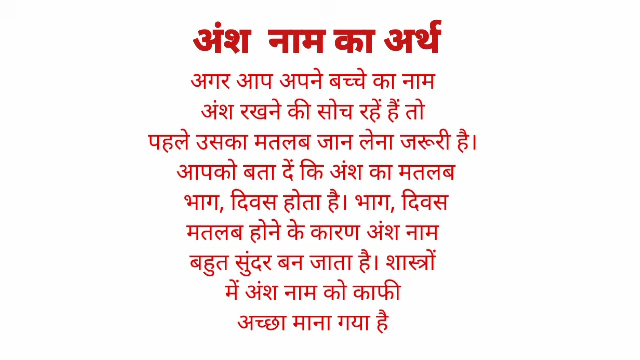 अंश नाम का अर्थ
अगर आप अपने बच्चे का नाम
अंश रखने की सोच रहें हैं तो
पहले उसका मतलब जान लेना जरूरी है।
आपको बता दें कि अंश का मतलब
भाग, दिवस होता है। भाग, दिवस
मतलब होने के कारण अंश नाम
बहुत सुंदर बन जाता है। शास्त्रों
में अंश नाम को काफी
अच्छा माना गया है